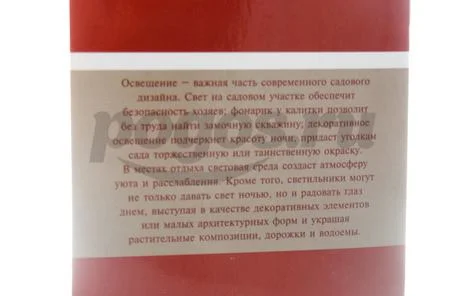 Освещение – важная часть современного садового
дизайна. Свет на садовом участке обеспечит
безопасность хозяев; фонарик у калитки позволит
без труда найти замочную скважину; декоративное
освещение подчеркнет красоту ночи, придаст уголкам
сада торжественную или таинственную окраску.
В местах отдыха световая среда создаст атмосферу
уюта и расслабления. Кроме того, светильники могут
не только давать свет ночью, но и радовать глаз
днем, выступая в качестве декоративных элементов
или малых архитектурных форм и украшая
растительные композиции, дорожки и водоемы.